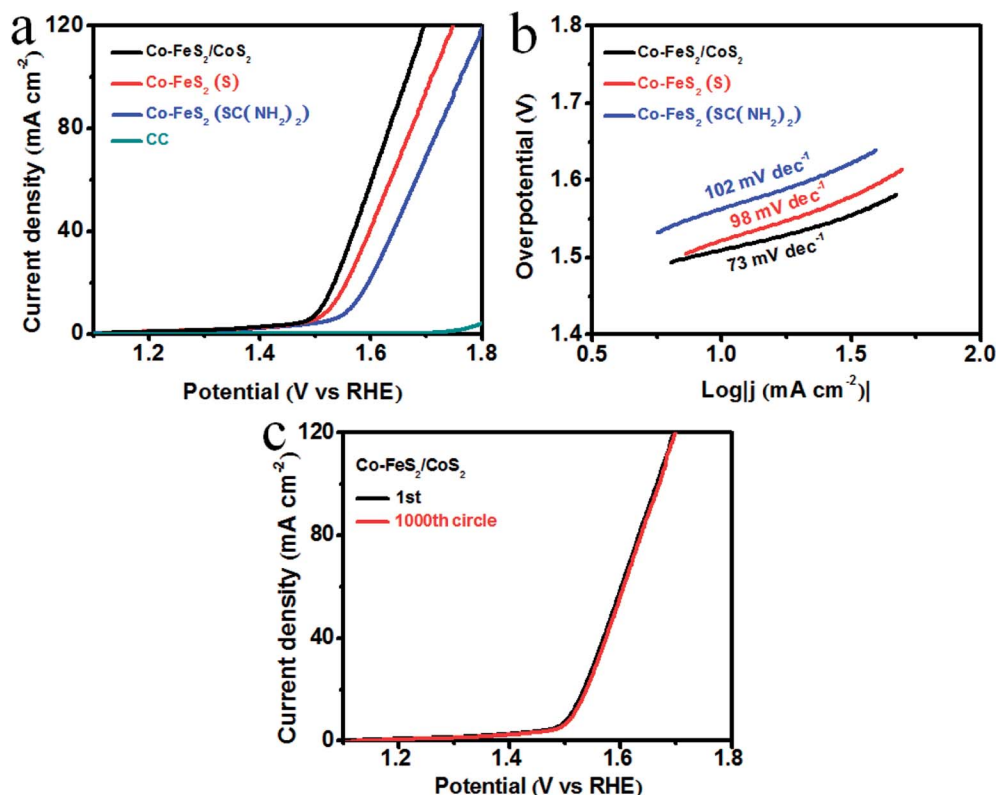 a
120
80
40
0
Current density (mA cm⁻²)
Co-FeS₂/CoS₂
Co-FeS₂ (S)
Co-FeS₂ (SC(NH₂)₂)
CC
1.2 1.4 1.6 1.8
Potential (V vs RHE)
b
1.8
1.7
1.6
1.5
1.4
Overpotential (V)
Co-FeS₂/CoS₂
Co-FeS₂ (S)
Co-FeS₂ (SC(NH₂)₂)
102 mV dec⁻¹
98 mV dec⁻¹
73 mV dec⁻¹
0.5 1.0 1.5 2.0
Log|j (mA cm⁻²)|
c
120
80
40
0
Current density (mA cm⁻²)
Co-FeS₂/CoS₂
1st
1000th circle
1.2 1.4 1.6 1.8
Potential (V vs RHE)